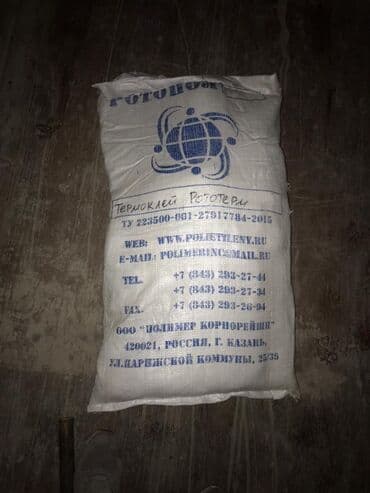 Термоклей Рототерм
ТУ 223500-001-27917784-2015
WEB: WWW.POLIETILENY.RU
E-MAIL: POLIMERINC@MAIL.RU
TEL. +7 (843) 293-27-44
+7 (843) 293-27-34
FAX. +7 (843) 293-26-94
ООО "ПОЛИМЕР КОРПОРЕЙШН"
420021, РОССИЯ, Г. КАЗАНЬ,
УЛ.ПАРИЖСКОЙ КОММУНЫ, 25/39